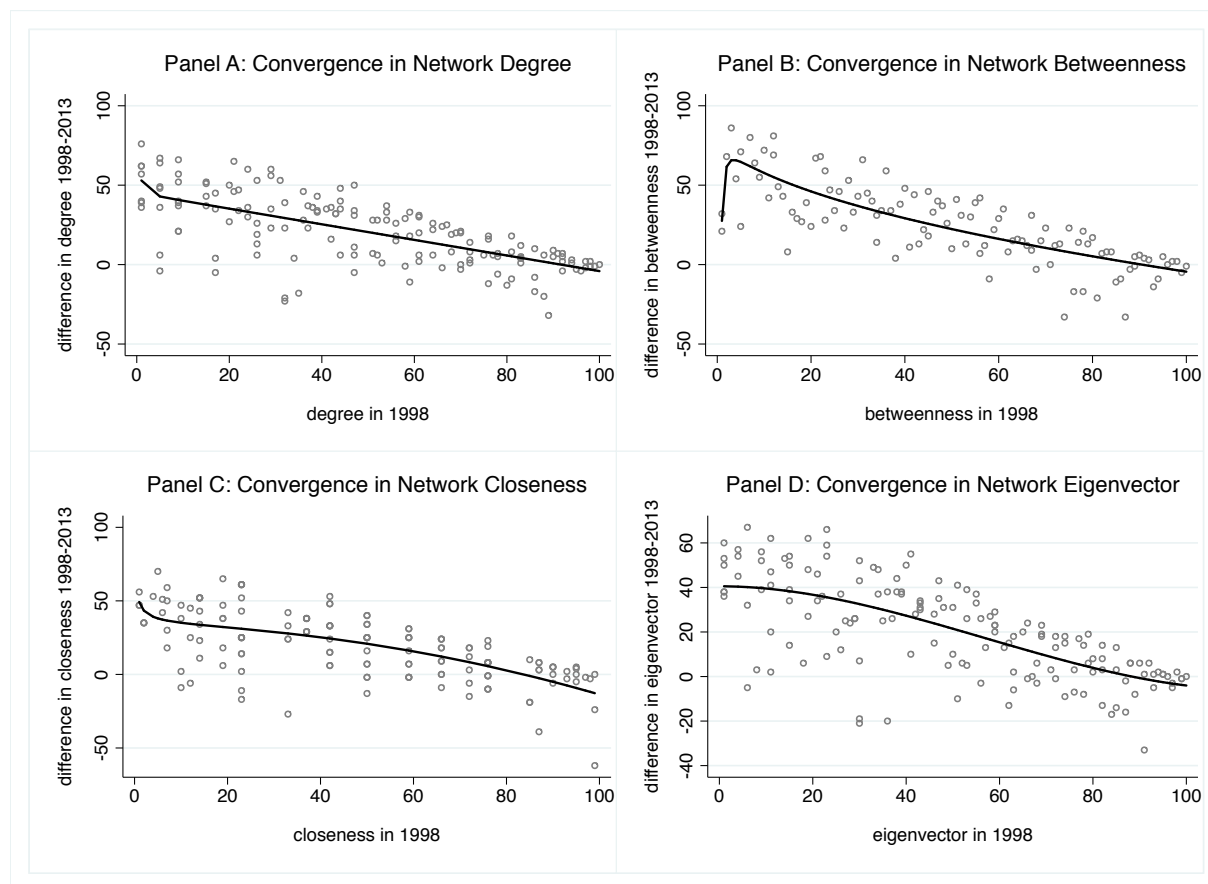 Panel A: Convergence in Network Degree
difference in degree 1998-2013
100
50
0
-50
0 20 40 60 80 100
degree in 1998
Panel B: Convergence in Network Betweenness
difference in betweenness 1998-2013
100
50
0
-50
0 20 40 60 80 100
betweenness in 1998
Panel C: Convergence in Network Closeness
difference in closeness 1998-2013
100
50
0
-50
0 20 40 60 80 100
closeness in 1998
Panel D: Convergence in Network Eigenvector
difference in eigenvector 1998-2013
60
40
20
0
-20
-40
0 20 40 60 80 100
eigenvector in 1998